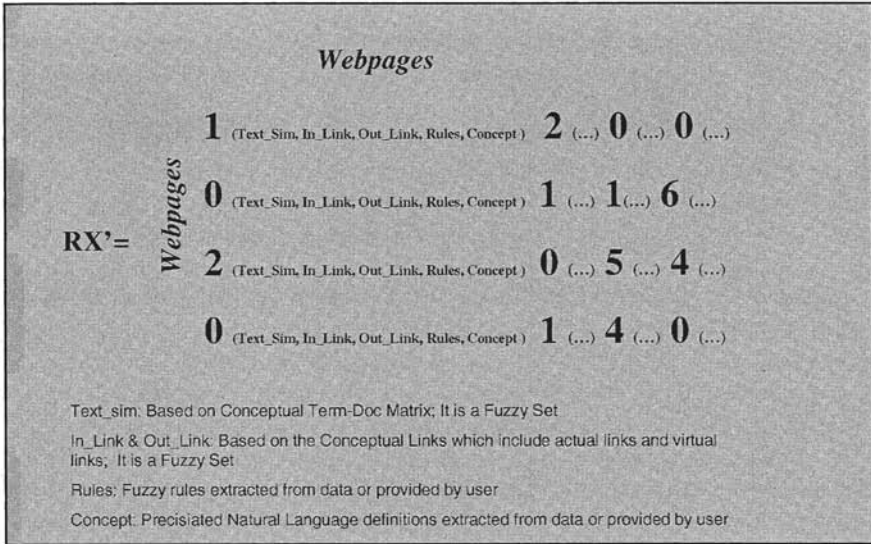 Webpages
1 (Text_Sim, In_Link, Out_Link, Rules, Concept ) 2 (...) 0 (...) 0 (...)
Webpages
0 (Text_Sim, In_Link, Out_Link, Rules, Concept ) 1 (...) 1(...) 6 (...)
RX'=
2 (Text_Sim, In_Link, Out_Link, Rules, Concept ) 0 (...) 5 (...) 4 (...)
0 (Text_Sim, In_Link, Out_Link, Rules, Concept ) 1 (...) 4 (...) 0 (...)
Text_sim: Based on Conceptual Term-Doc Matrix; It is a Fuzzy Set
In_Link & Out_Link: Based on the Conceptual Links which include actual links and virtual
links; It is a Fuzzy Set
Rules: Fuzzy rules extracted from data or provided by user
Concept: Precisiated Natural Language definitions extracted from data or provided by user